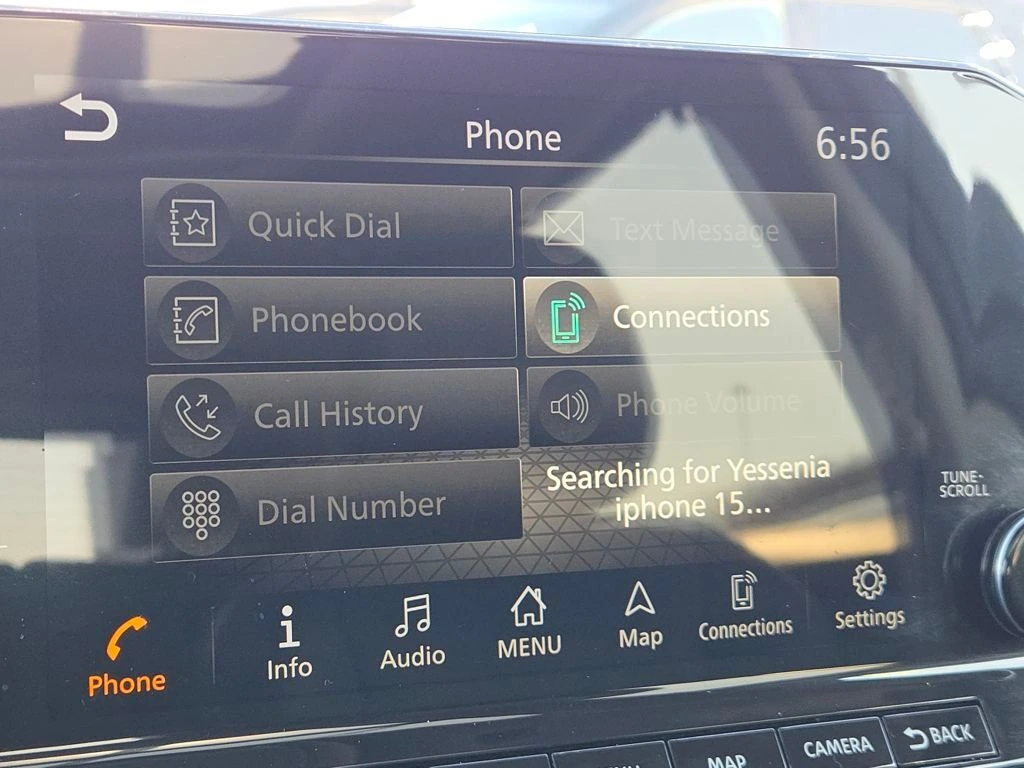 Phone
6:56
Quick Dial
Text Message
Phonebook
Connections
Call History
Phone Volume
Dial Number
Searching for Yessenia
iphone 15...
TUNE-
SCROLL
Phone
Info
Audio
MENU
Map
Connections
Settings
MAP
CAMERA
BACK